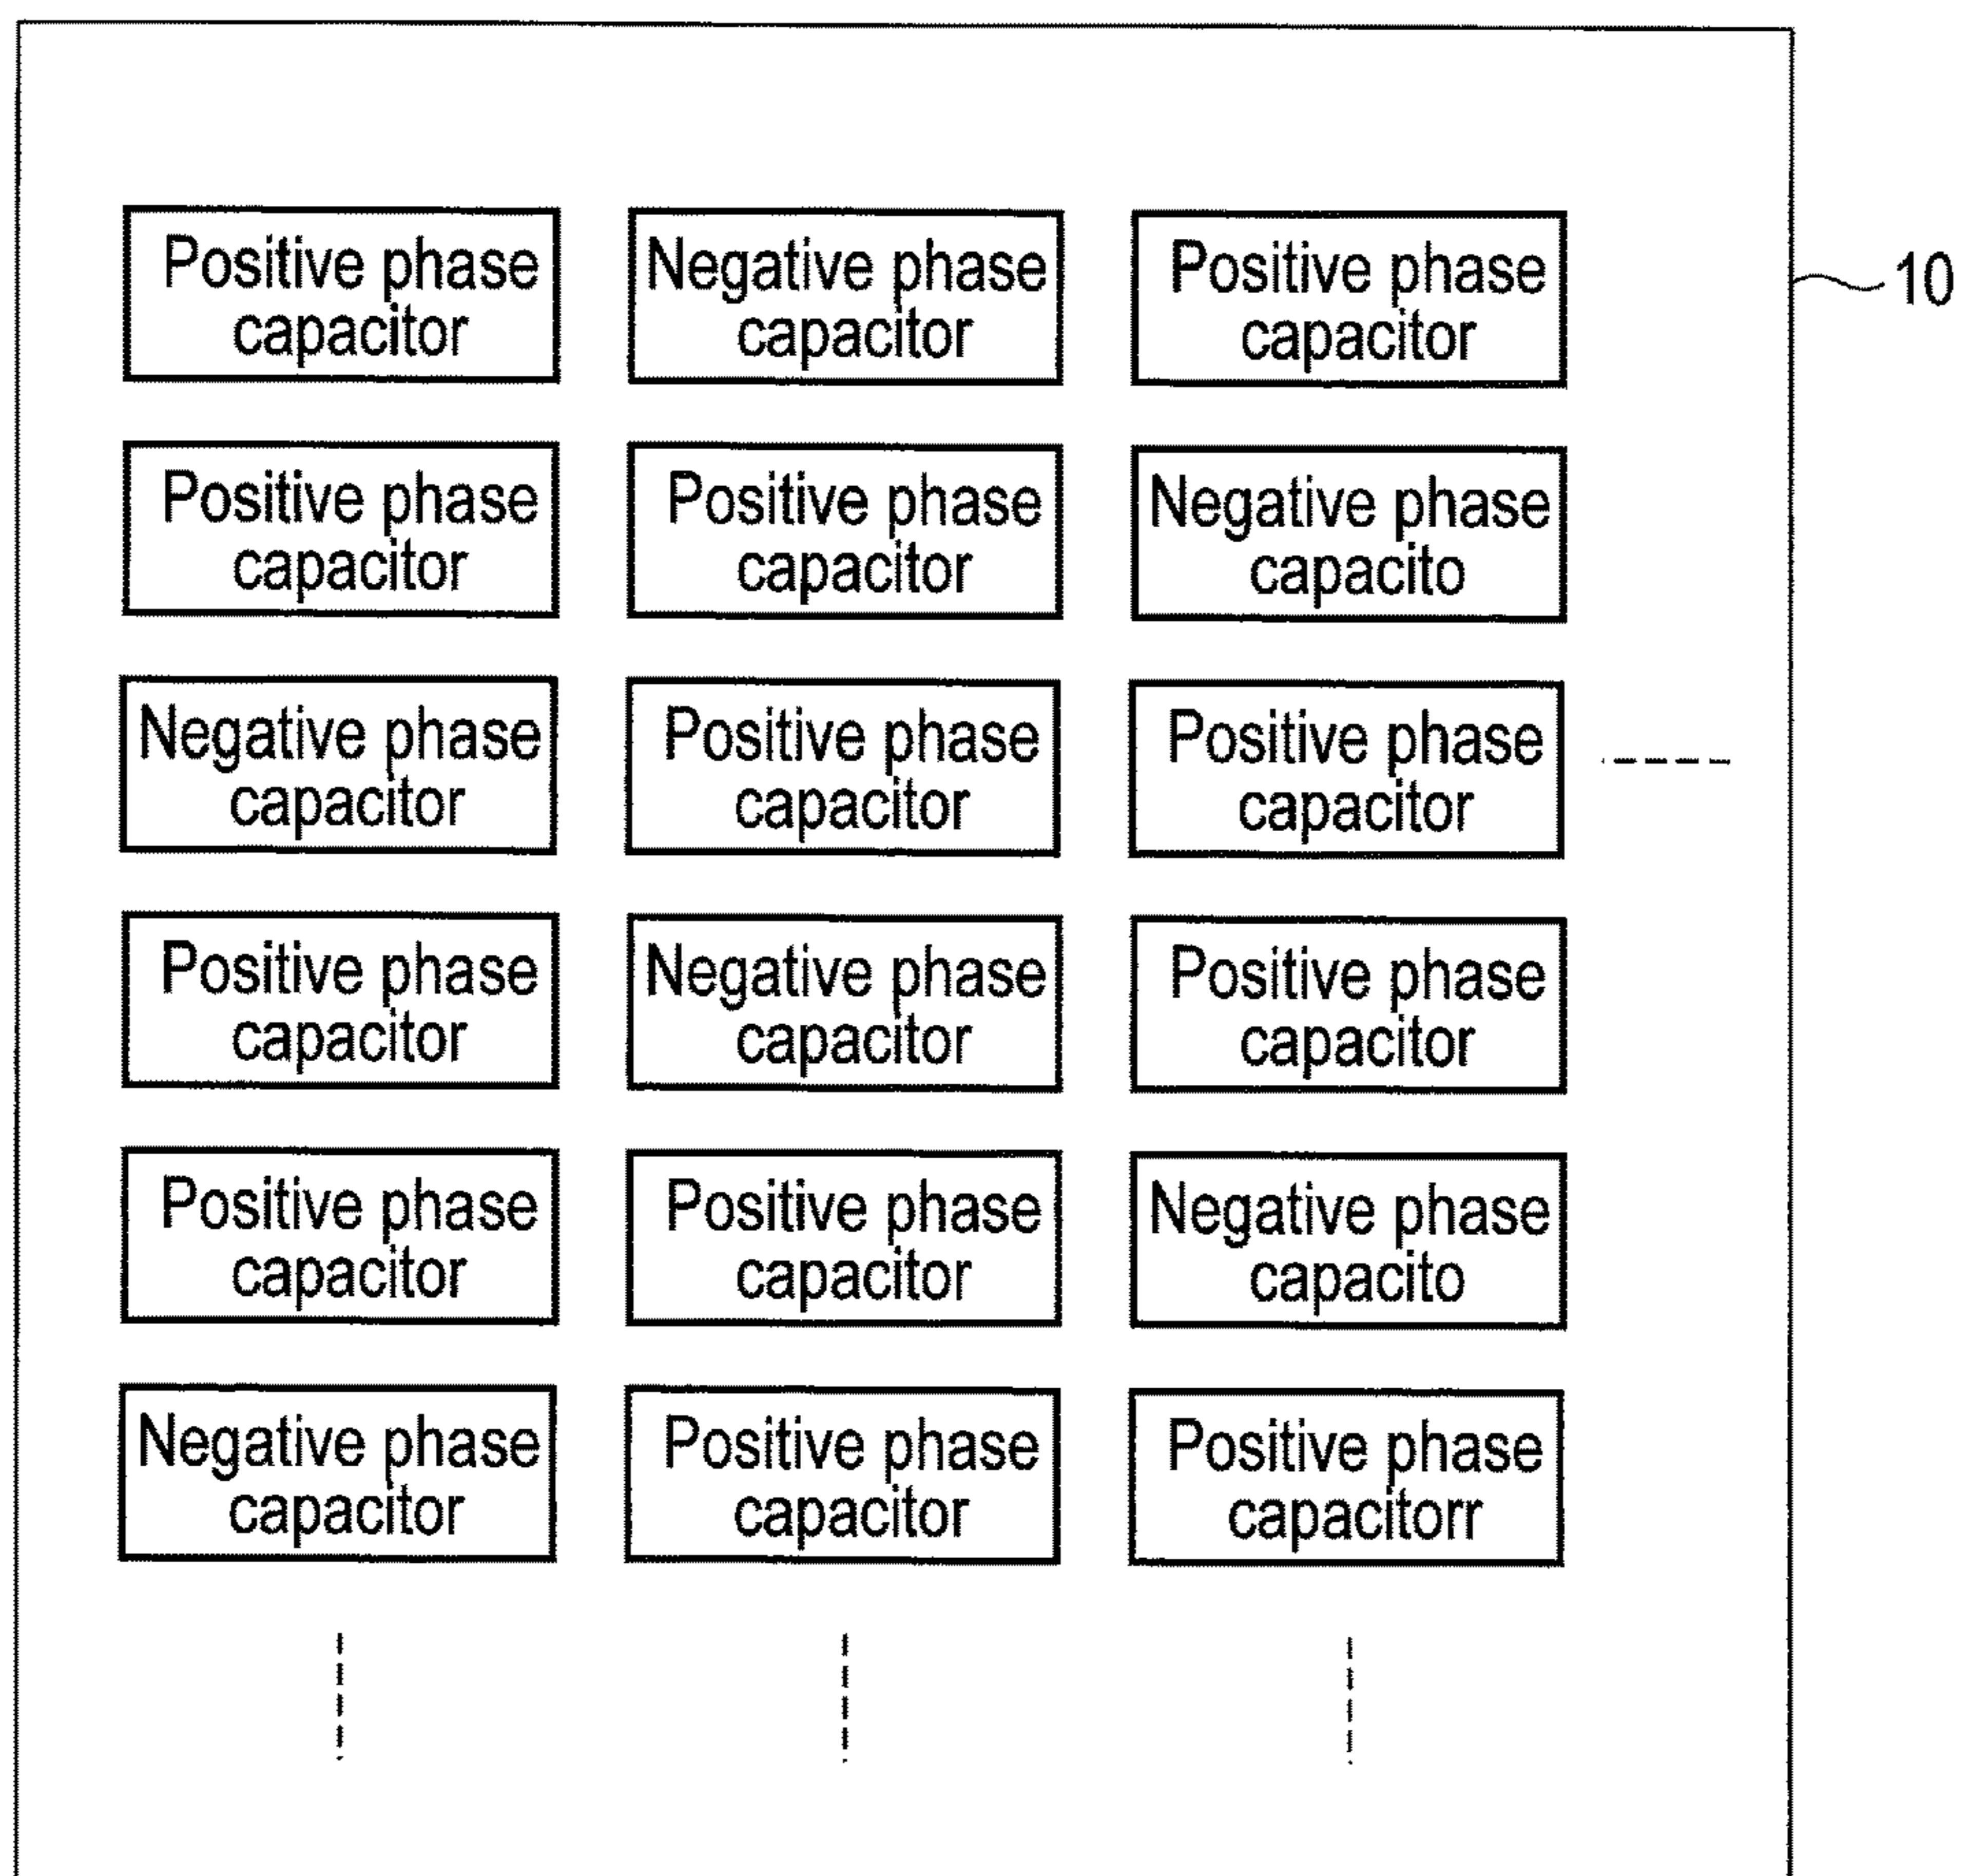 Positive phase
capacitor
Negative phase
capacitor
Positive phase
capacitor
10
Positive phase
capacitor
Positive phase
capacitor
Negative phase
capacito
Negative phase
capacitor
Positive phase
capacitor
Positive phase
capacitor
Positive phase
capacitor
Negative phase
capacitor
Positive phase
capacitor
Positive phase
capacitor
Positive phase
capacitor
Negative phase
capacito
Negative phase
capacitor
Positive phase
capacitor
Positive phase
capacitorr